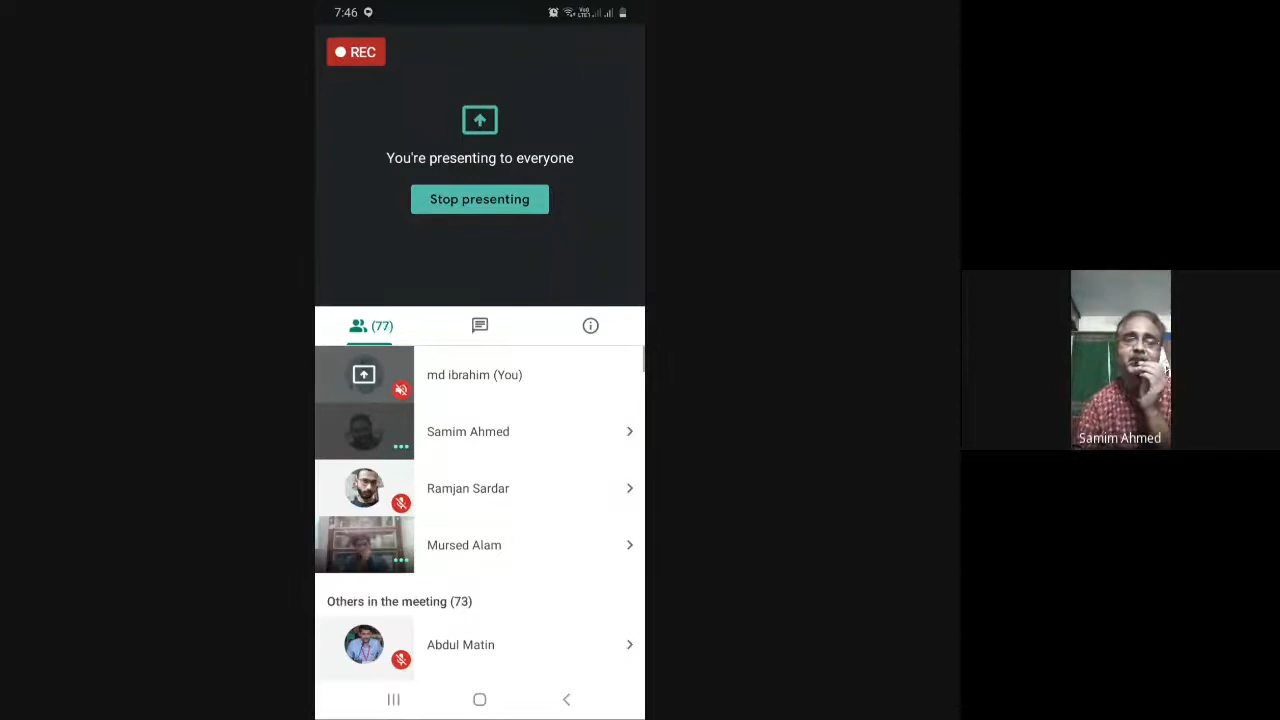 7:46
REC
You're presenting to everyone
Stop presenting
(77)
md ibrahim (You)
Samim Ahmed
Ramjan Sardar
Mursed Alam
Others in the meeting (73)
Abdul Matin
Samim Ahmed